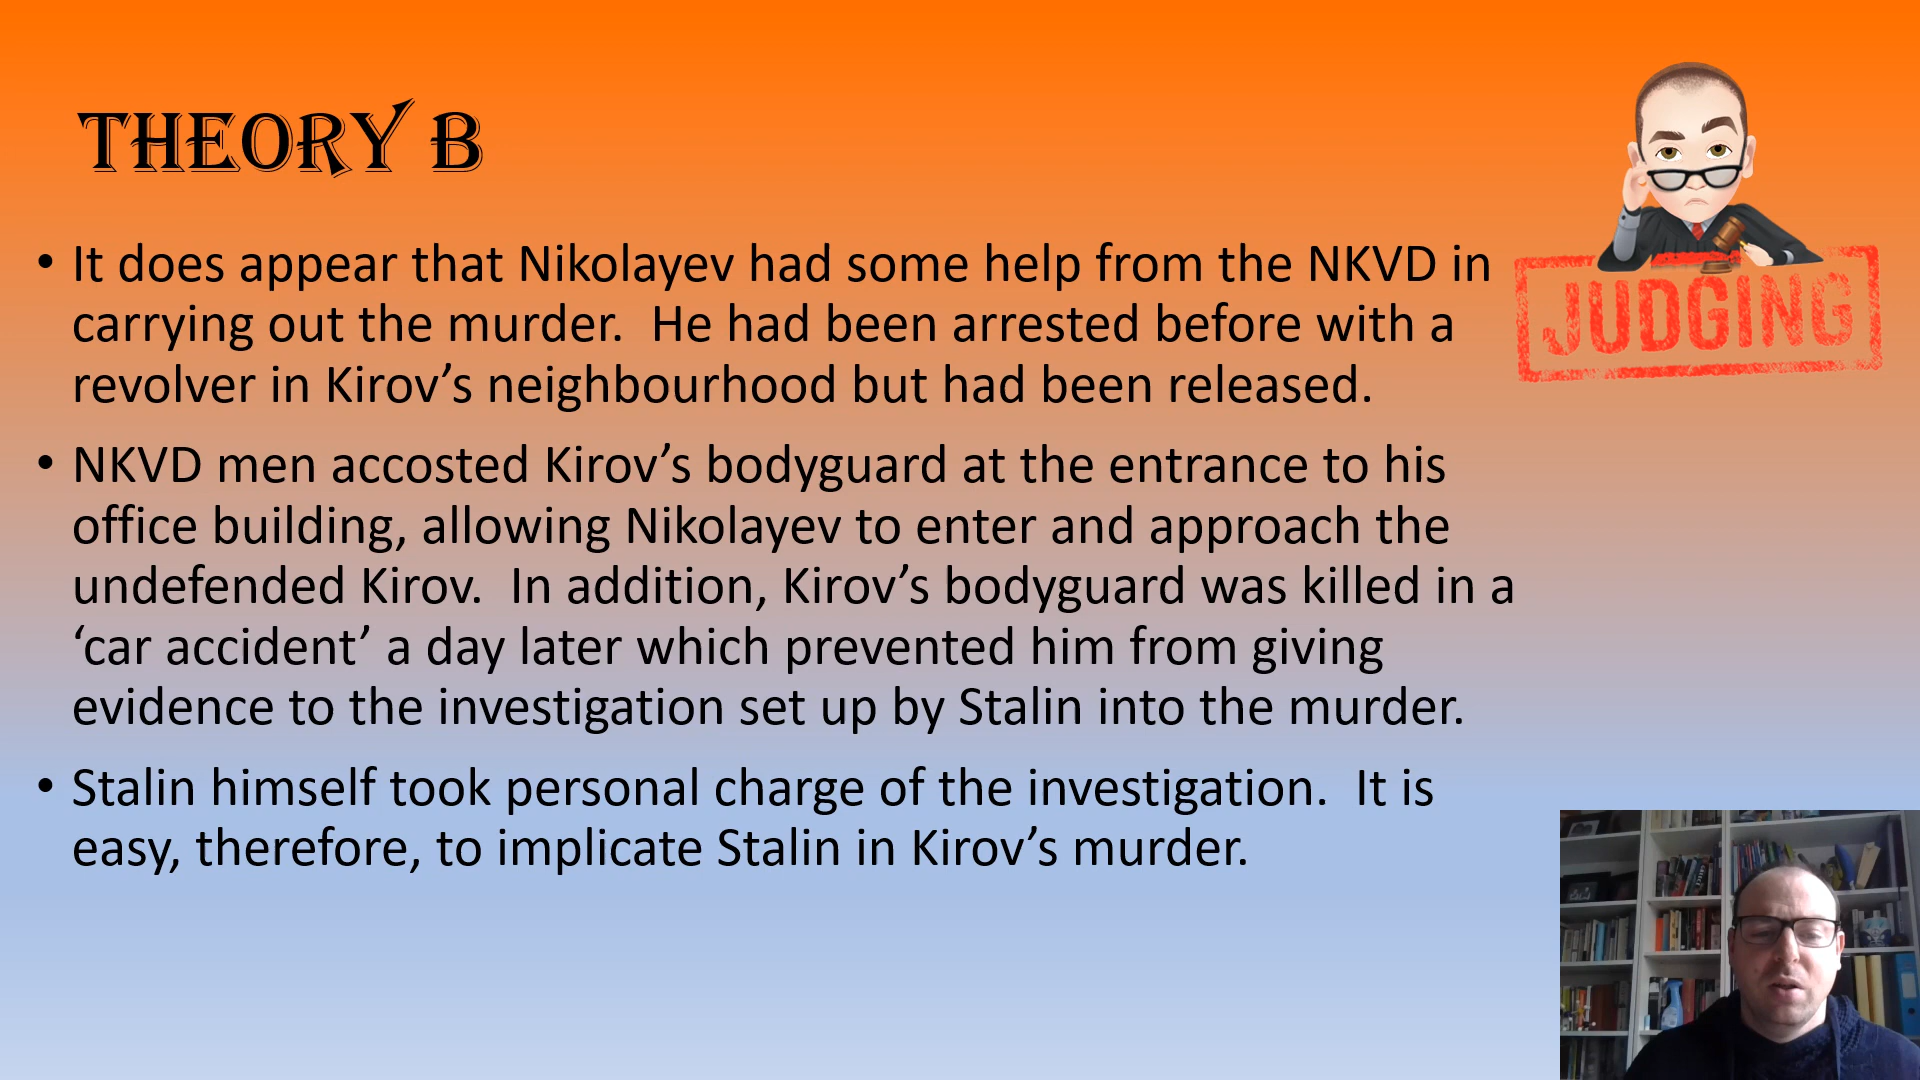 THEORY B
• It does appear that Nikolayev had some help from the NKVD in
carrying out the murder.  He had been arrested before with a
revolver in Kirov’s neighbourhood but had been released.
• NKVD men accosted Kirov’s bodyguard at the entrance to his
office building, allowing Nikolayev to enter and approach the
undefended Kirov.  In addition, Kirov’s bodyguard was killed in a
‘car accident’ a day later which prevented him from giving
evidence to the investigation set up by Stalin into the murder.
• Stalin himself took personal charge of the investigation.  It is
easy, therefore, to implicate Stalin in Kirov’s murder.
JUDGING